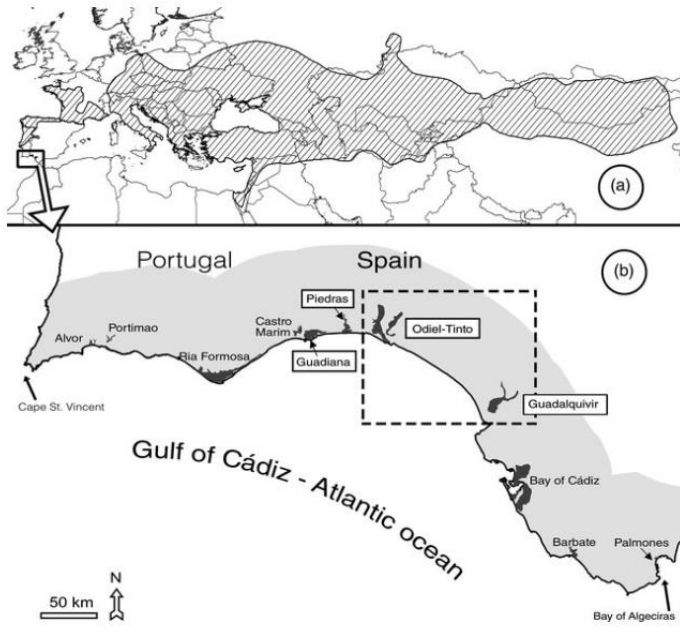 (a)
Portugal
Spain
(b)
Piedras
Castro
Marim
Portimao
Alvor
Odiel-Tinto
Ria Formosa
Guadiana
Cape St. Vincent
Guadalquivir
Gulf of Cádiz - Atlantic ocean
Bay of Cádiz
Barbate
Palmones
N
50 km
Bay of Algeciras